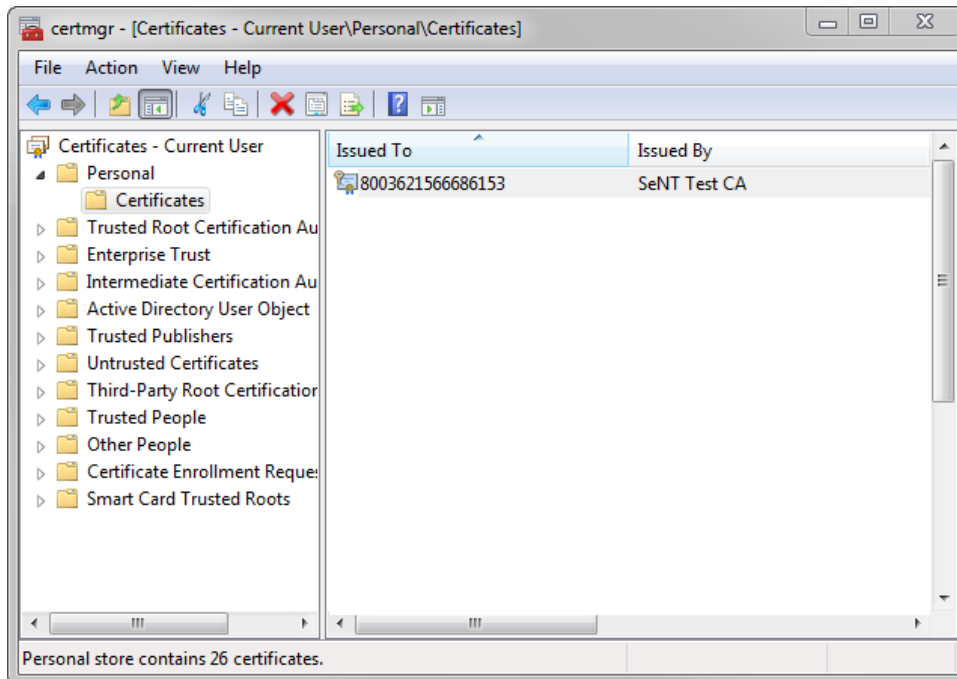 certmgr - [Certificates - Current User\Personal\Certificates]
File Action View Help
Certificates - Current User
Personal
Certificates
Trusted Root Certification Au
Enterprise Trust
Intermediate Certification Au
Active Directory User Object
Trusted Publishers
Untrusted Certificates
Third-Party Root Certification
Trusted People
Other People
Certificate Enrollment Reques
Smart Card Trusted Roots
Issued To Issued By
8003621566686153 SeNT Test CA
Personal store contains 26 certificates.